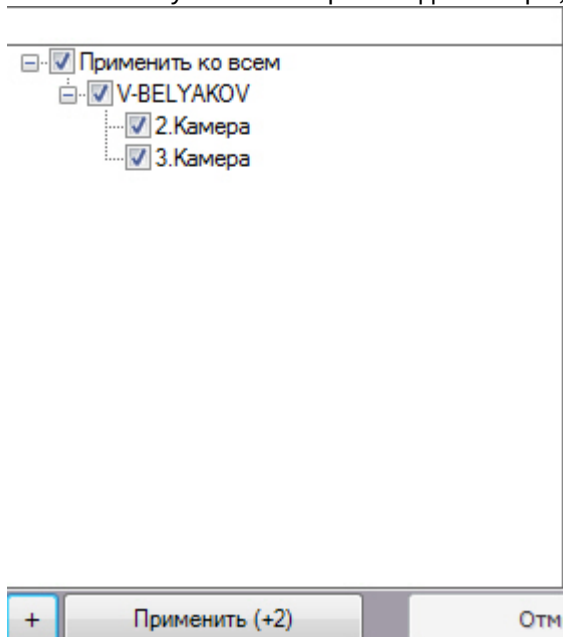 Применить ко всем
V-BELYAKOV
2.Камера
3.Камера
+ Применить (+2)